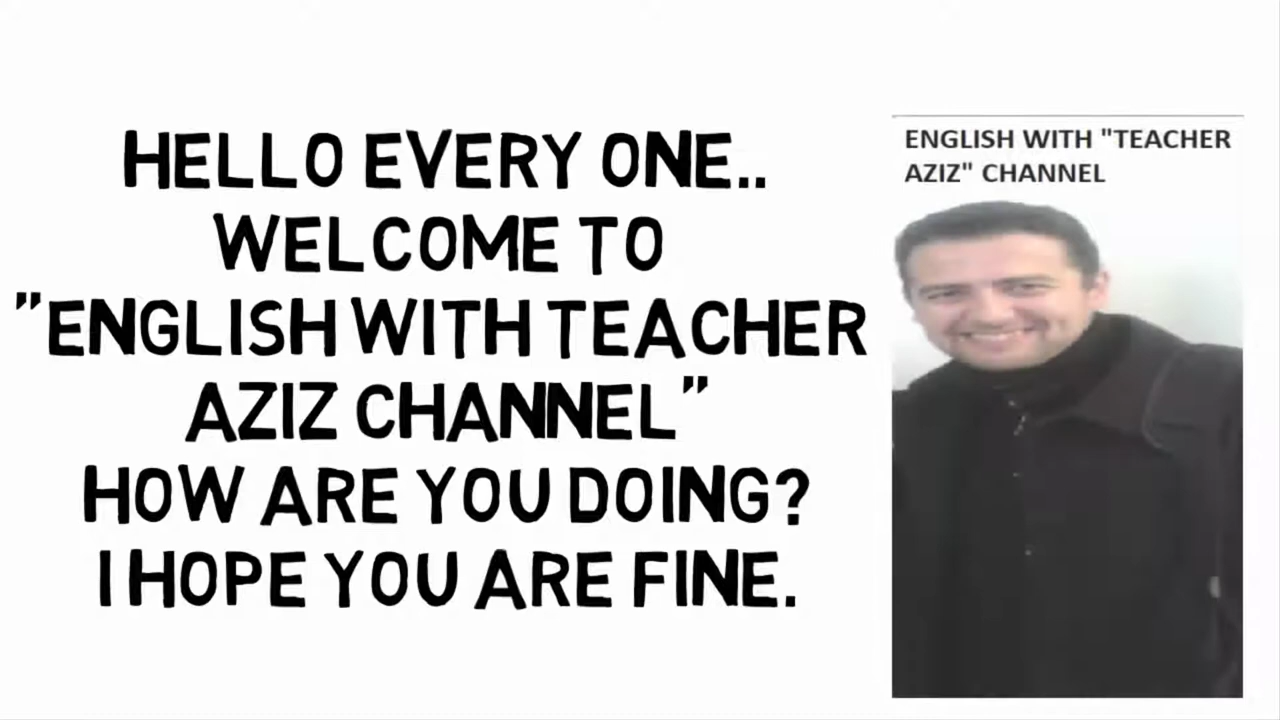 HELLO EVERY ONE..
WELCOME TO
"ENGLISH WITH TEACHER
AZIZ CHANNEL"
HOW ARE YOU DOING?
I HOPE YOU ARE FINE.
ENGLISH WITH "TEACHER
AZIZ" CHANNEL